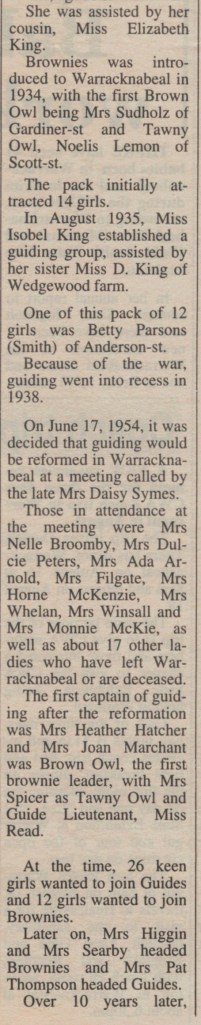 She was assisted by her
cousin, Miss Elizabeth
King.
Brownies was intro-
duced to Warracknabeal in
1934, with the first Brown
Owl being Mrs Sudholz of
Gardiner-st and Tawny
Owl, Noelis Lemon of
Scott-st.
The pack initially at-
tracted 14 girls.
In August 1935, Miss
Isobel King established a
guiding group, assisted by
her sister Miss D. King of
Wedgewood farm.
One of this pack of 12
girls was Betty Parsons
(Smith) of Anderson-st.
Because of the war,
guiding went into recess in
1938.
On June 17, 1954, it was
decided that guiding would
be reformed in Warrackna-
beal at a meeting called by
the late Mrs Daisy Symes.
Those in attendance at
the meeting were Mrs
Nelle Broomby, Mrs Dul-
cie Peters, Mrs Ada Ar-
nold, Mrs Filgate, Mrs
Horne McKenzie, Mrs
Whelan, Mrs Winsall and
Mrs Monnie McKie, as
well as about 17 other la-
dies who have left War-
racknabeal or are deceased.
The first captain of guid-
ing after the reformation
was Mrs Heather Hatcher
and Mrs Joan Marchant
was Brown Owl, the first
brownie leader, with Mrs
Spicer as Tawny Owl and
Guide Lieutenant, Miss
Read.
At the time, 26 keen
girls wanted to join Guides
and 12 girls wanted to join
Brownies.
Later on, Mrs Higgin
and Mrs Searby headed
Brownies and Mrs Pat
Thompson headed Guides.
Over 10 years later,